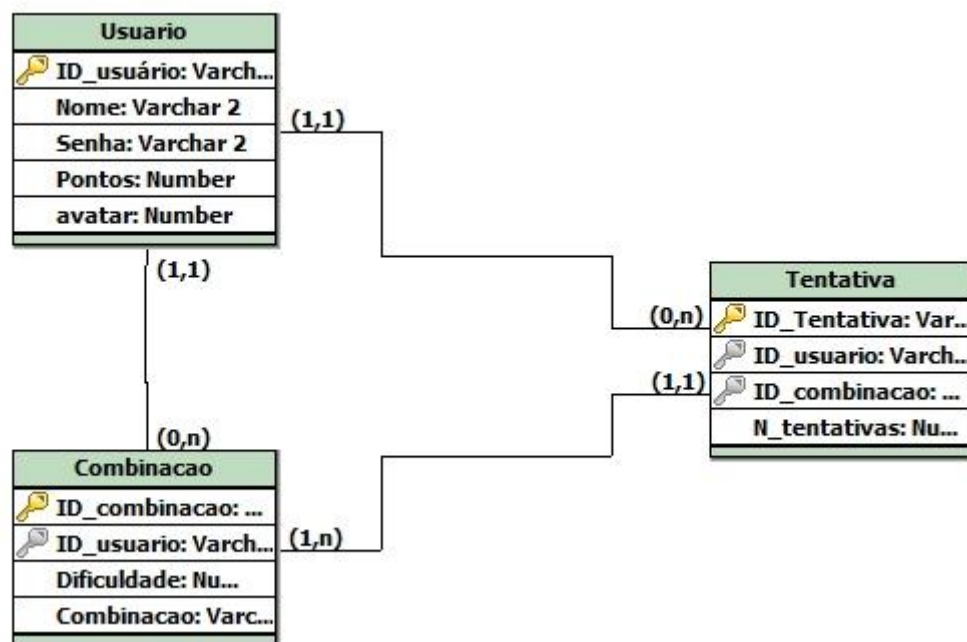 Usuario
ID_usuário: Varch...
Nome: Varchar 2
Senha: Varchar 2
Pontos: Number
avatar: Number
(1,1)
(1,1)
Tentativa
(0,n)
ID_Tentativa: Var...
ID_usuario: Varch...
(1,1)
ID_combinacao: ...
N_tentativas: Nu...
(0,n)
Combinacao
ID_combinacao: ...
ID_usuario: Varch...
(1,n)
Dificuldade: Nu...
Combinacao: Varc...